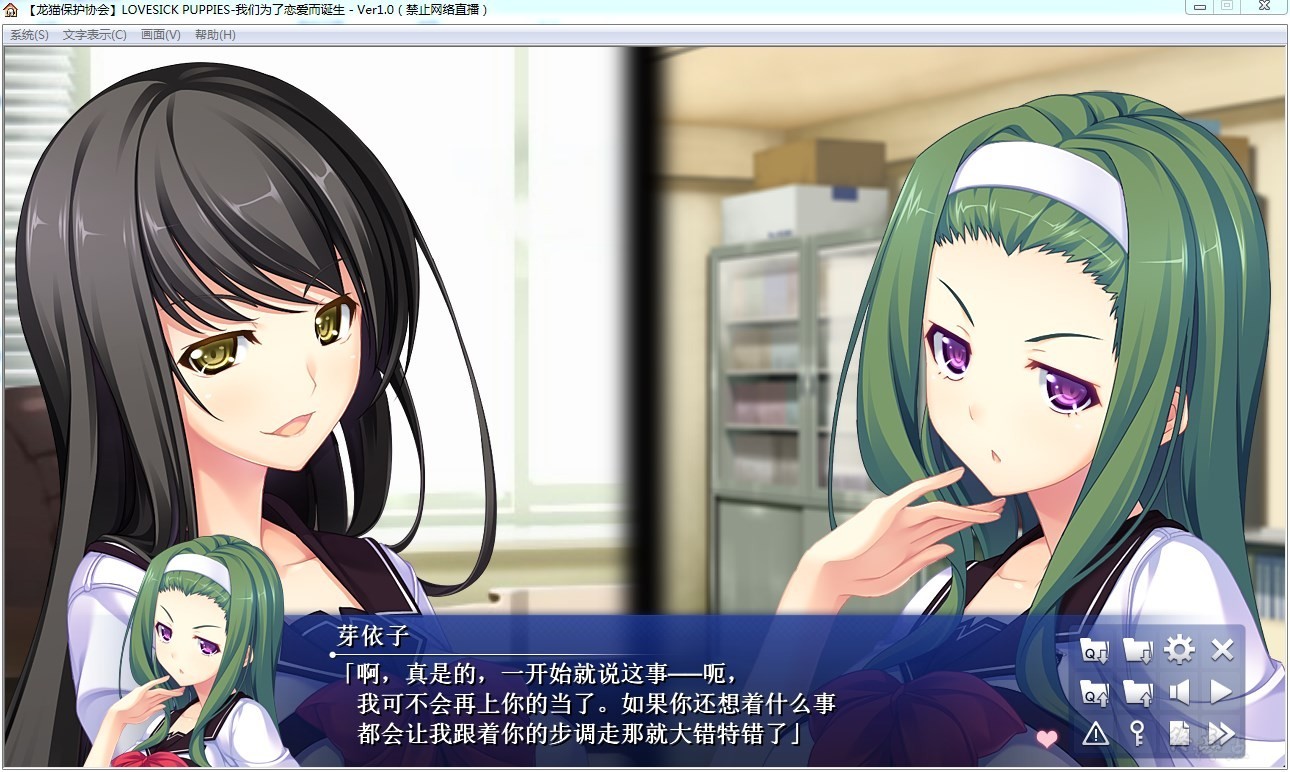 【龙猫保护协会】LOVESICK PUPPIES-我们为了恋爱而诞生 - Ver1.0 ( 禁止网络直播 )
系统(S) 文字表示(C) 画面(V) 帮助(H)
芽依子
「啊，真是的，一开始就说这事——呃，
我可不会再上你的当了。如果你还想着什么事
都会让我跟着你的步调走那就大错特错了」
Q
Q